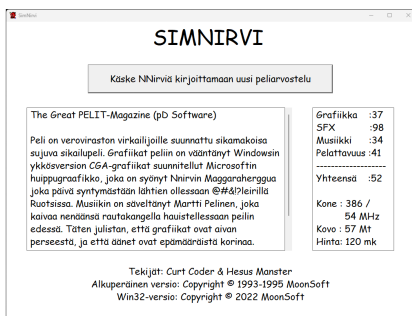 SimNirvi
SIMNIRVI
Käske NNirviä kirjoittamaan uusi peliarvostelu
The Great PELIT-Magazine (pD Software)
Peli on veroviraston virkailijoille suunnattu sikamakoisa
sujuva sikailupeli. Grafiikat peliin on vääntänyt Windowsin
ykkösversion CGA-grafiikat suunnitellut Microsoftin
huippugraafikko, joka on syönyt Nnirvin Maggaraherggua
joka päivä syntymästään lähtien ollessaan @#&!?leirillä
Ruotsissa. Musiikin on säveltänyt Martti Pelinen, joka
kaivaa nenäänsä rautakangella hauistellessaan peilin
edessä. Täten julistan, että grafiikat ovat aivan
perseestä, ja että äänet ovat epämääräistä korinaa.
Grafiikka :37
SFX :98
Musiikki :34
Pelattavuus :41
-------------------
Yhteensä :52
Kone : 386 /
54 MHz
Kovo : 57 Mt
Hinta: 120 mk
Tekijät: Curt Coder & Hesus Manster
Alkuperäinen versio: Copyright © 1993-1995 MoonSoft
Win32-versio: Copyright © 2022 MoonSoft